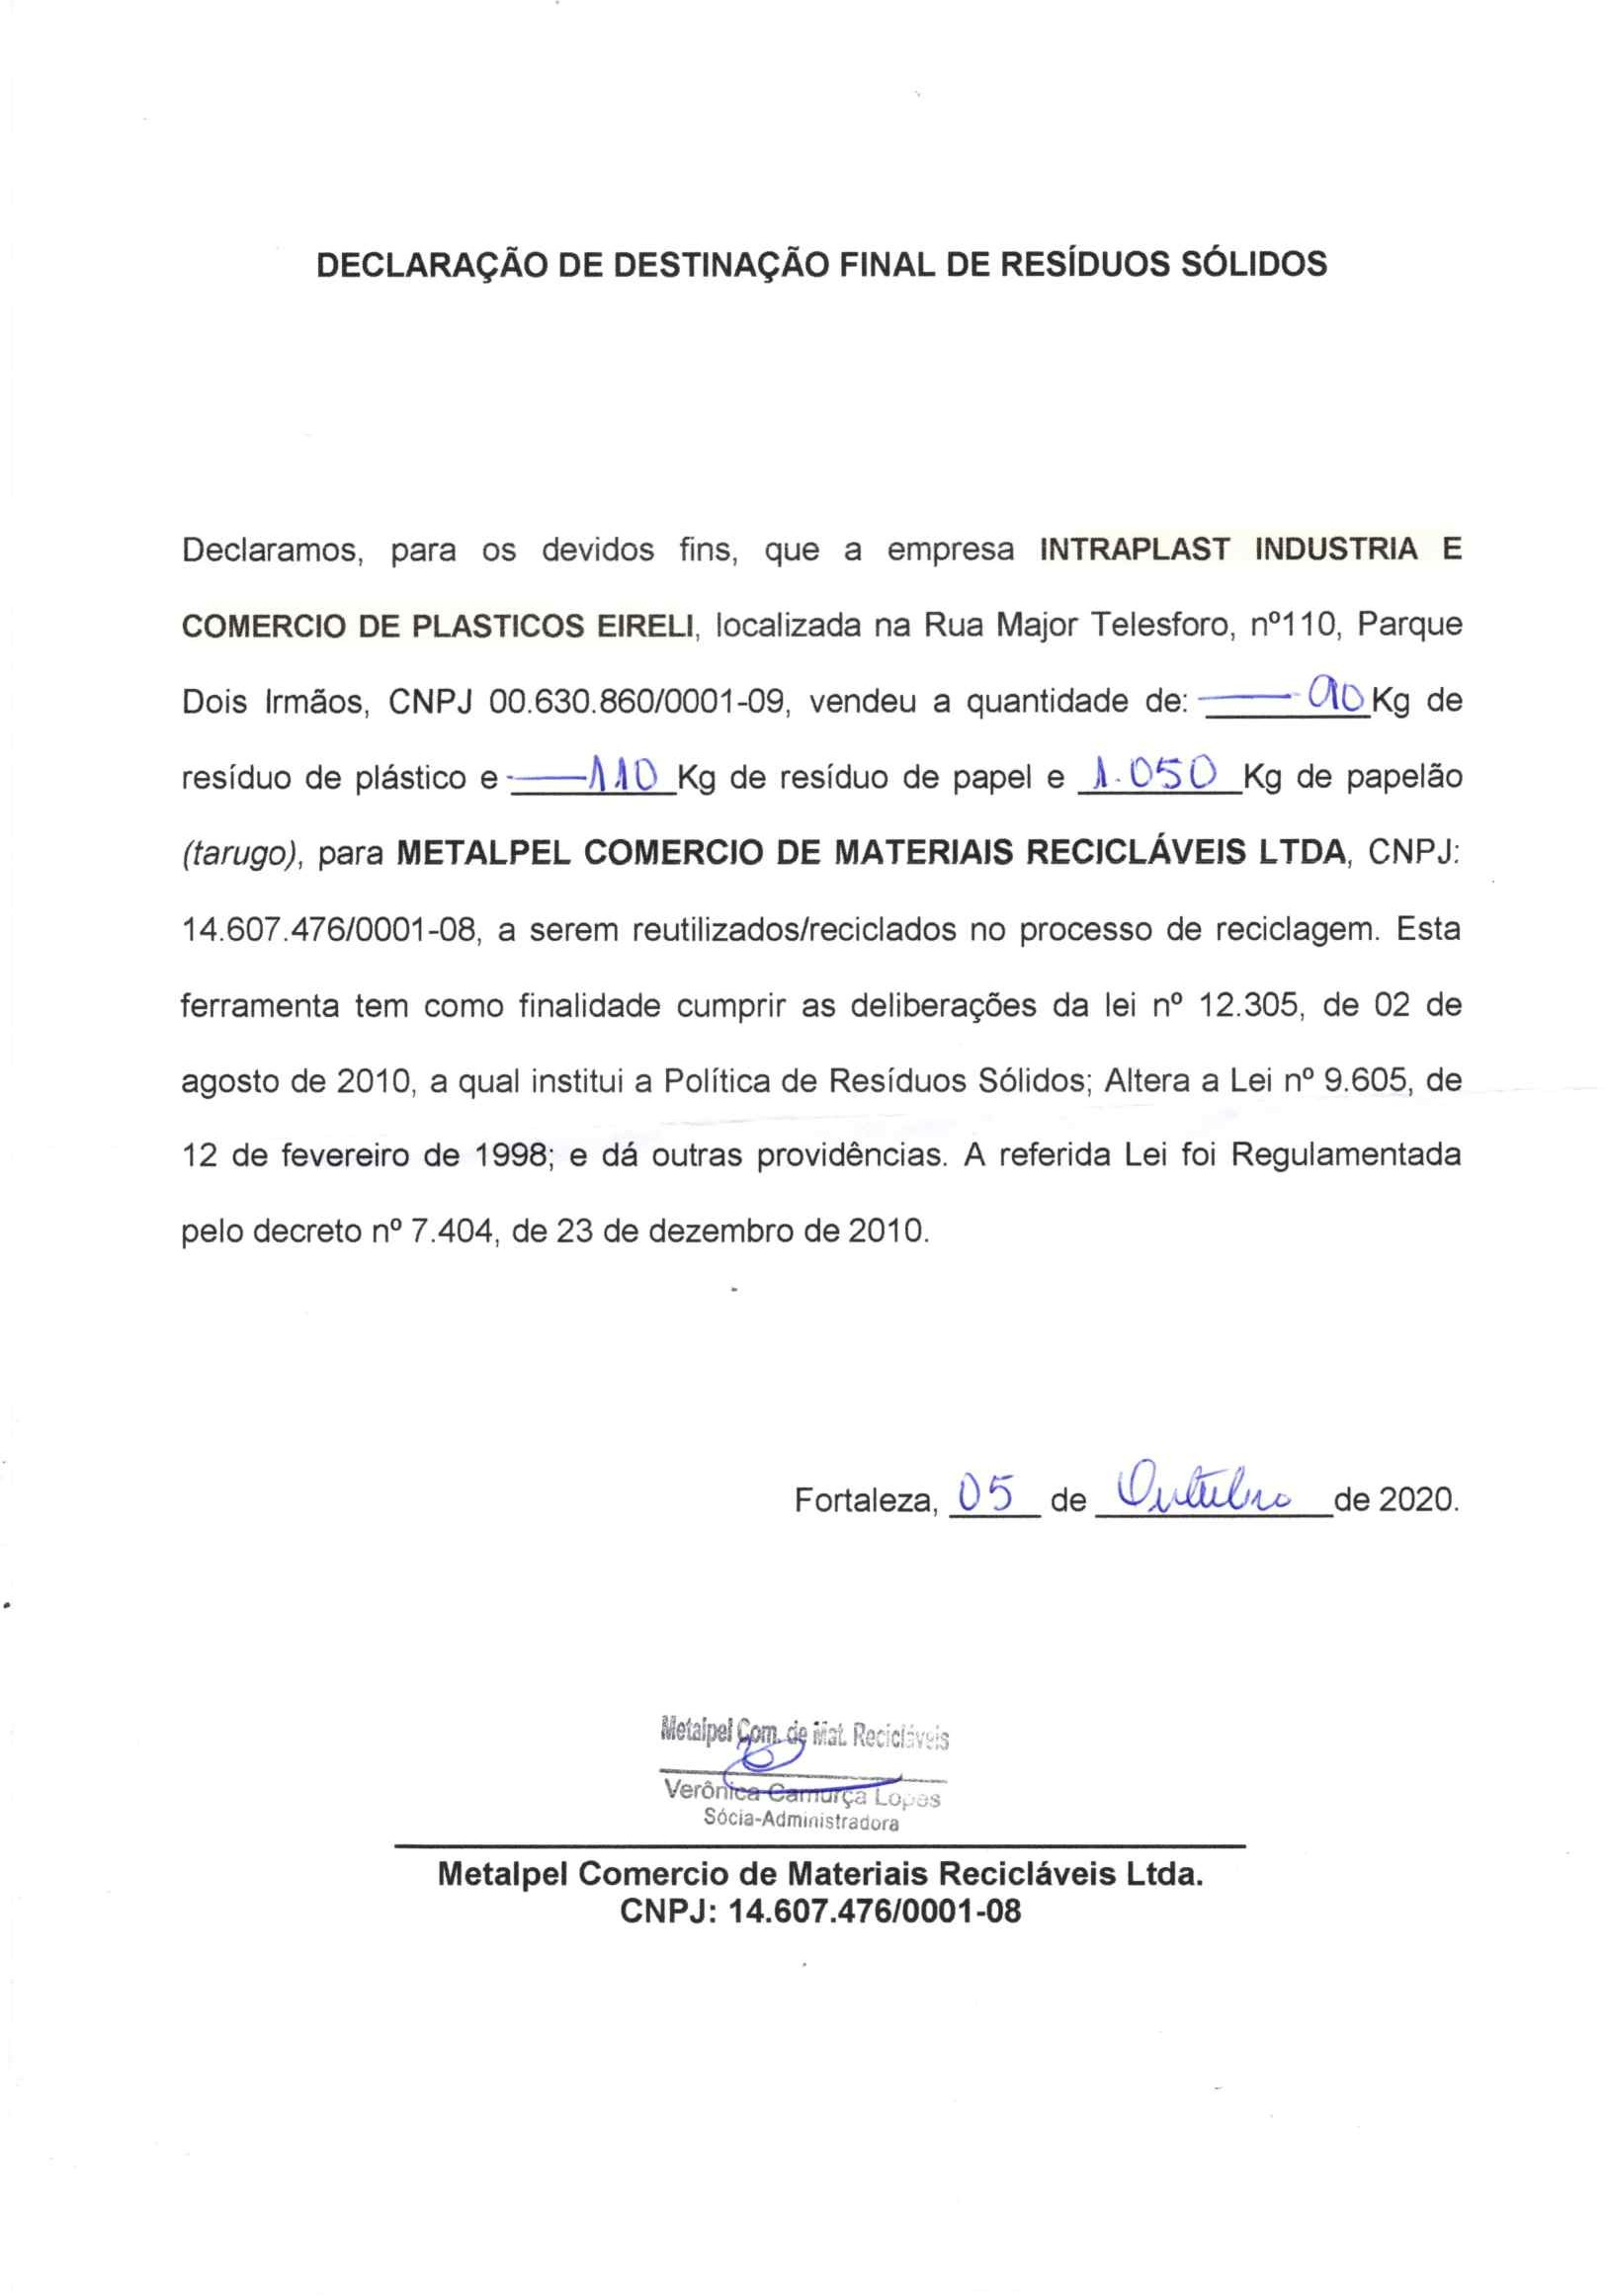 DECLARAÇÃO DE DESTINAÇÃO FINAL DE RESÍDUOS SÓLIDOS
Declaramos, para os devidos fins, que a empresa INTRAPLAST INDUSTRIA E
COMERCIO DE PLASTICOS EIRELI, localizada na Rua Major Telesforo, nº110, Parque
Dois Irmãos, CNPJ 00.630.860/0001-09, vendeu a quantidade de: 90 Kg de
resíduo de plástico e 110 Kg de resíduo de papel e 1.050 Kg de papelão
(tarugo), para METALPEL COMERCIO DE MATERIAIS RECICLÁVEIS LTDA, CNPJ:
14.607.476/0001-08, a serem reutilizados/reciclados no processo de reciclagem. Esta
ferramenta tem como finalidade cumprir as deliberações da lei nº 12.305, de 02 de
agosto de 2010, a qual institui a Política de Resíduos Sólidos; Altera a Lei nº 9.605, de
12 de fevereiro de 1998; e dá outras providências. A referida Lei foi Regulamentada
pelo decreto nº 7.404, de 23 de dezembro de 2010.
Fortaleza, 05 de Outubro de 2020.
Metalpel Com. de Mat. Recicláveis
Verônica Camurça Lopes
Sócia-Administradora
Metalpel Comercio de Materiais Recicláveis Ltda.
CNPJ: 14.607.476/0001-08